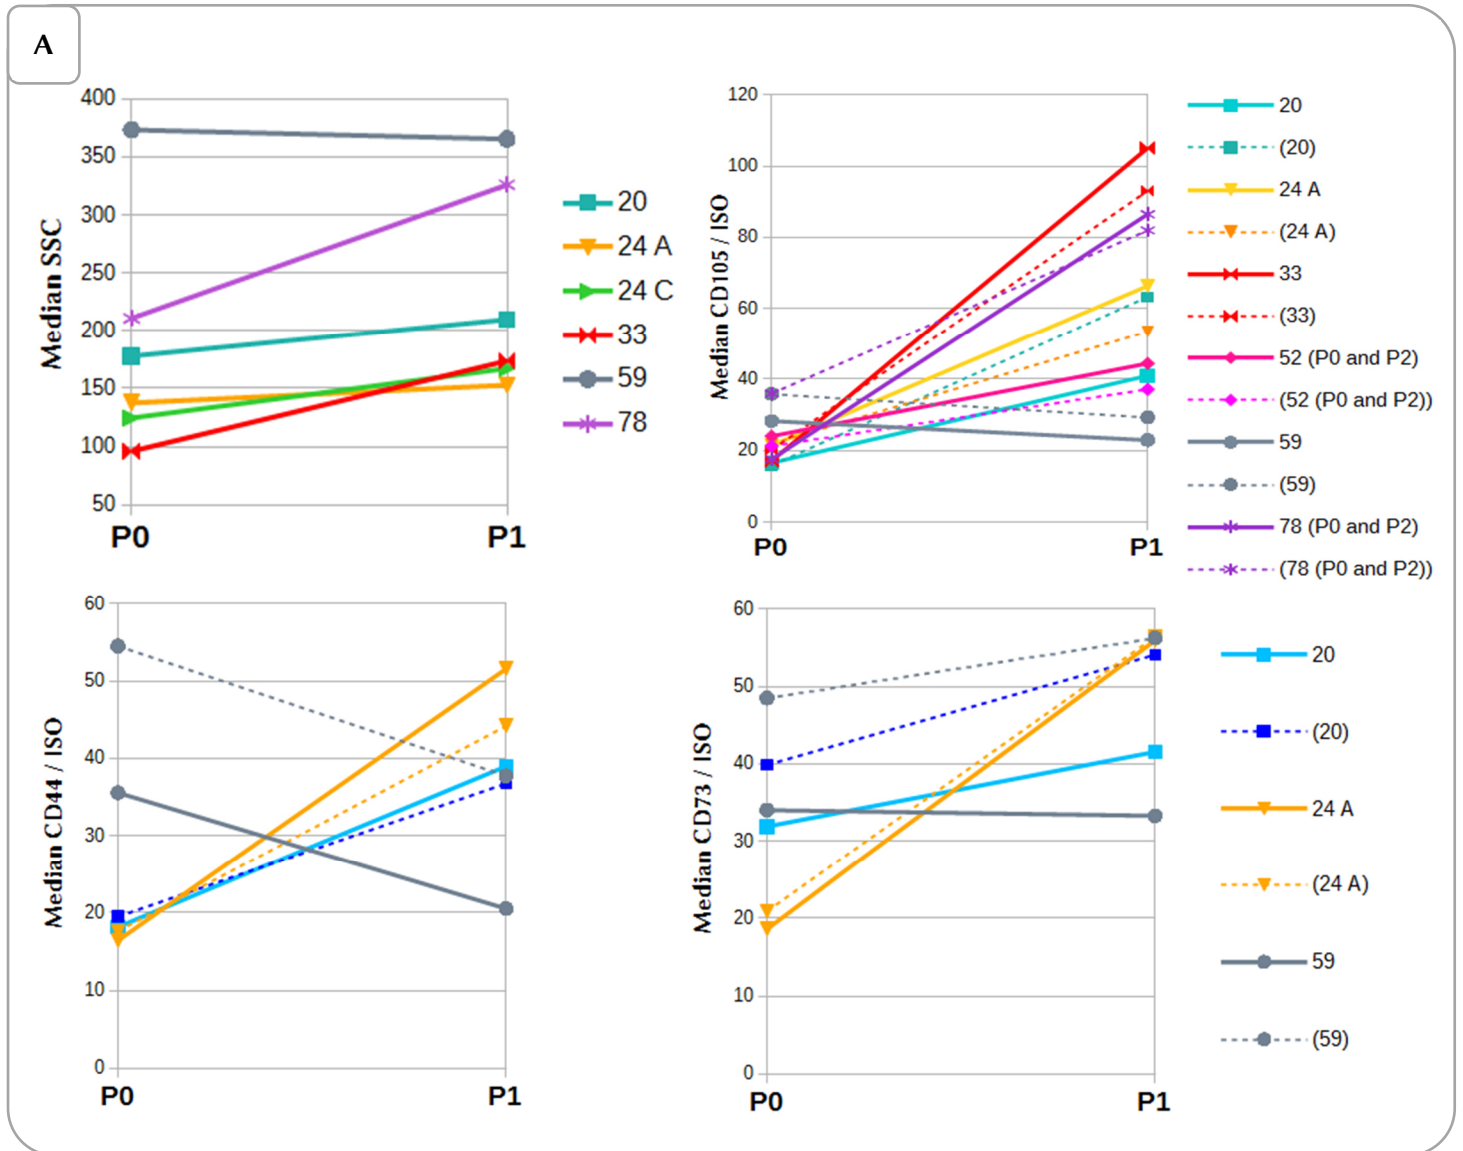 A
400
350
300
250
200
150
100
50
Median SSC
P0
P1
20
24 A
24 C
33
59
78
120
100
80
60
40
20
0
Median CD105 / ISO
P0
P1
20
(20)
24 A
(24 A)
33
(33)
52 (P0 and P2)
(52 (P0 and P2))
59
(59)
78 (P0 and P2)
(78 (P0 and P2))
60
50
40
30
20
10
0
Median CD44 / ISO
P0
P1
60
50
40
30
20
10
0
Median CD73 / ISO
P0
P1
20
(20)
24 A
(24 A)
59
(59)